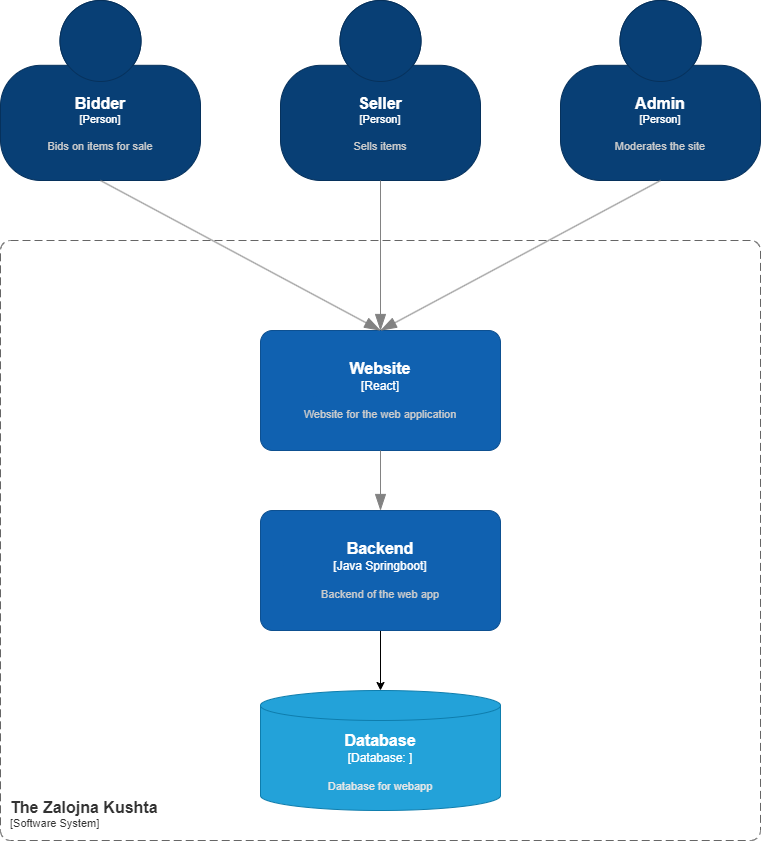 Bidder
[Person]
Bids on items for sale
Seller
[Person]
Sells items
Admin
[Person]
Moderates the site
Website
[React]
Website for the web application
Backend
[Java Springboot]
Backend of the web app
Database
[Database: ]
Database for webapp
The Zalojna Kushta
[Software System]